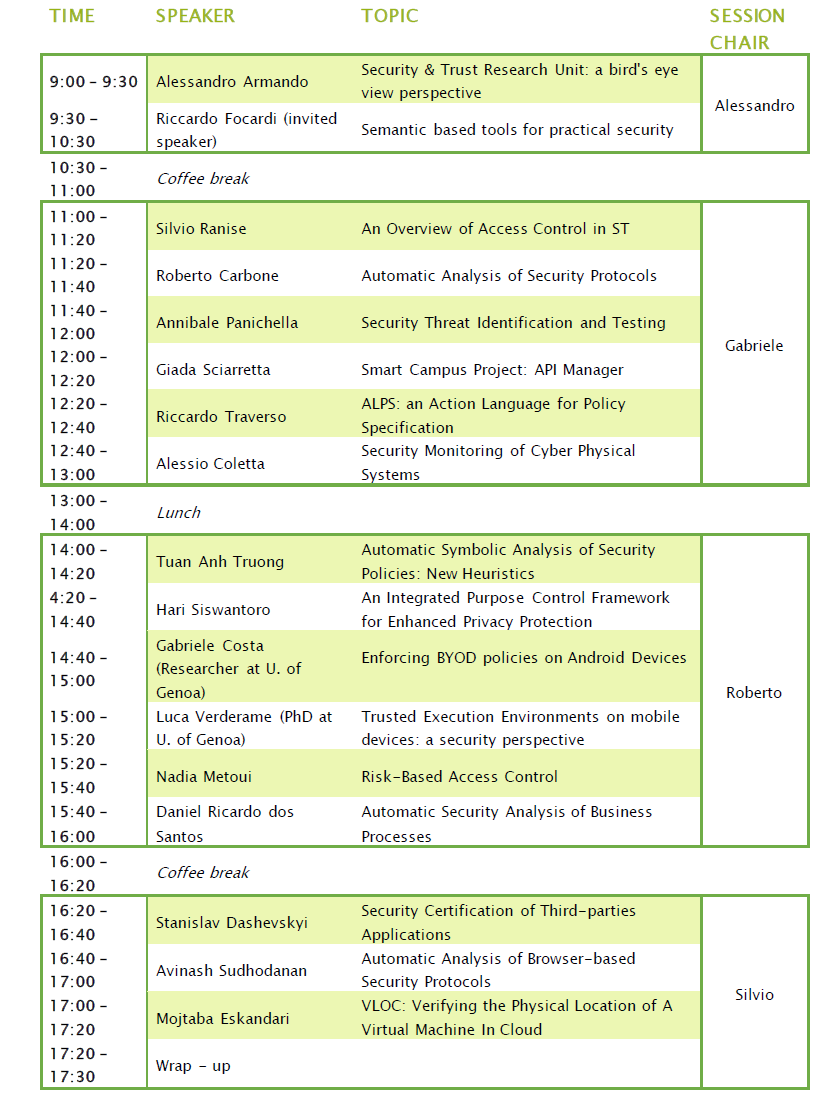 TIME SPEAKER TOPIC SESSION
CHAIR
9:00 – 9:30 Alessandro Armando Security & Trust Research Unit: a bird's eye
view perspective
Alessandro
9:30 –
10:30
Riccardo Focardi (invited
speaker)
Semantic based tools for practical security
10:30 –
11:00
Coffee break
11:00 –
11:20
Silvio Ranise An Overview of Access Control in ST
11:20 –
11:40
Roberto Carbone Automatic Analysis of Security Protocols
11:40 –
12:00
Annibale Panichella Security Threat Identification and Testing
Gabriele
12:00 –
12:20
Giada Sciarretta Smart Campus Project: API Manager
12:20 –
12:40
Riccardo Traverso ALPS: an Action Language for Policy
Specification
12:40 –
13:00
Alessio Coletta Security Monitoring of Cyber Physical
Systems
13:00 –
14:00
Lunch
14:00 –
14:20
Tuan Anh Truong Automatic Symbolic Analysis of Security
Policies: New Heuristics
4:20 –
14:40
Hari Siswantoro An Integrated Purpose Control Framework
for Enhanced Privacy Protection
14:40 –
15:00
Gabriele Costa
(Researcher at U. of
Genoa)
Enforcing BYOD policies on Android Devices
Roberto
15:00 –
15:20
Luca Verderame (PhD at
U. of Genoa)
Trusted Execution Environments on mobile
devices: a security perspective
15:20 –
15:40
Nadia Metoui Risk-Based Access Control
15:40 –
16:00
Daniel Ricardo dos
Santos
Automatic Security Analysis of Business
Processes
16:00 –
16:20
Coffee break
16:20 –
16:40
Stanislav Dashevskyi Security Certification of Third-parties
Applications
16:40 –
17:00
Avinash Sudhodanan Automatic Analysis of Browser-based
Security Protocols
Silvio
17:00 –
17:20
Mojtaba Eskandari VLOC: Verifying the Physical Location of A
Virtual Machine In Cloud
17:20 –
17:30
Wrap - up